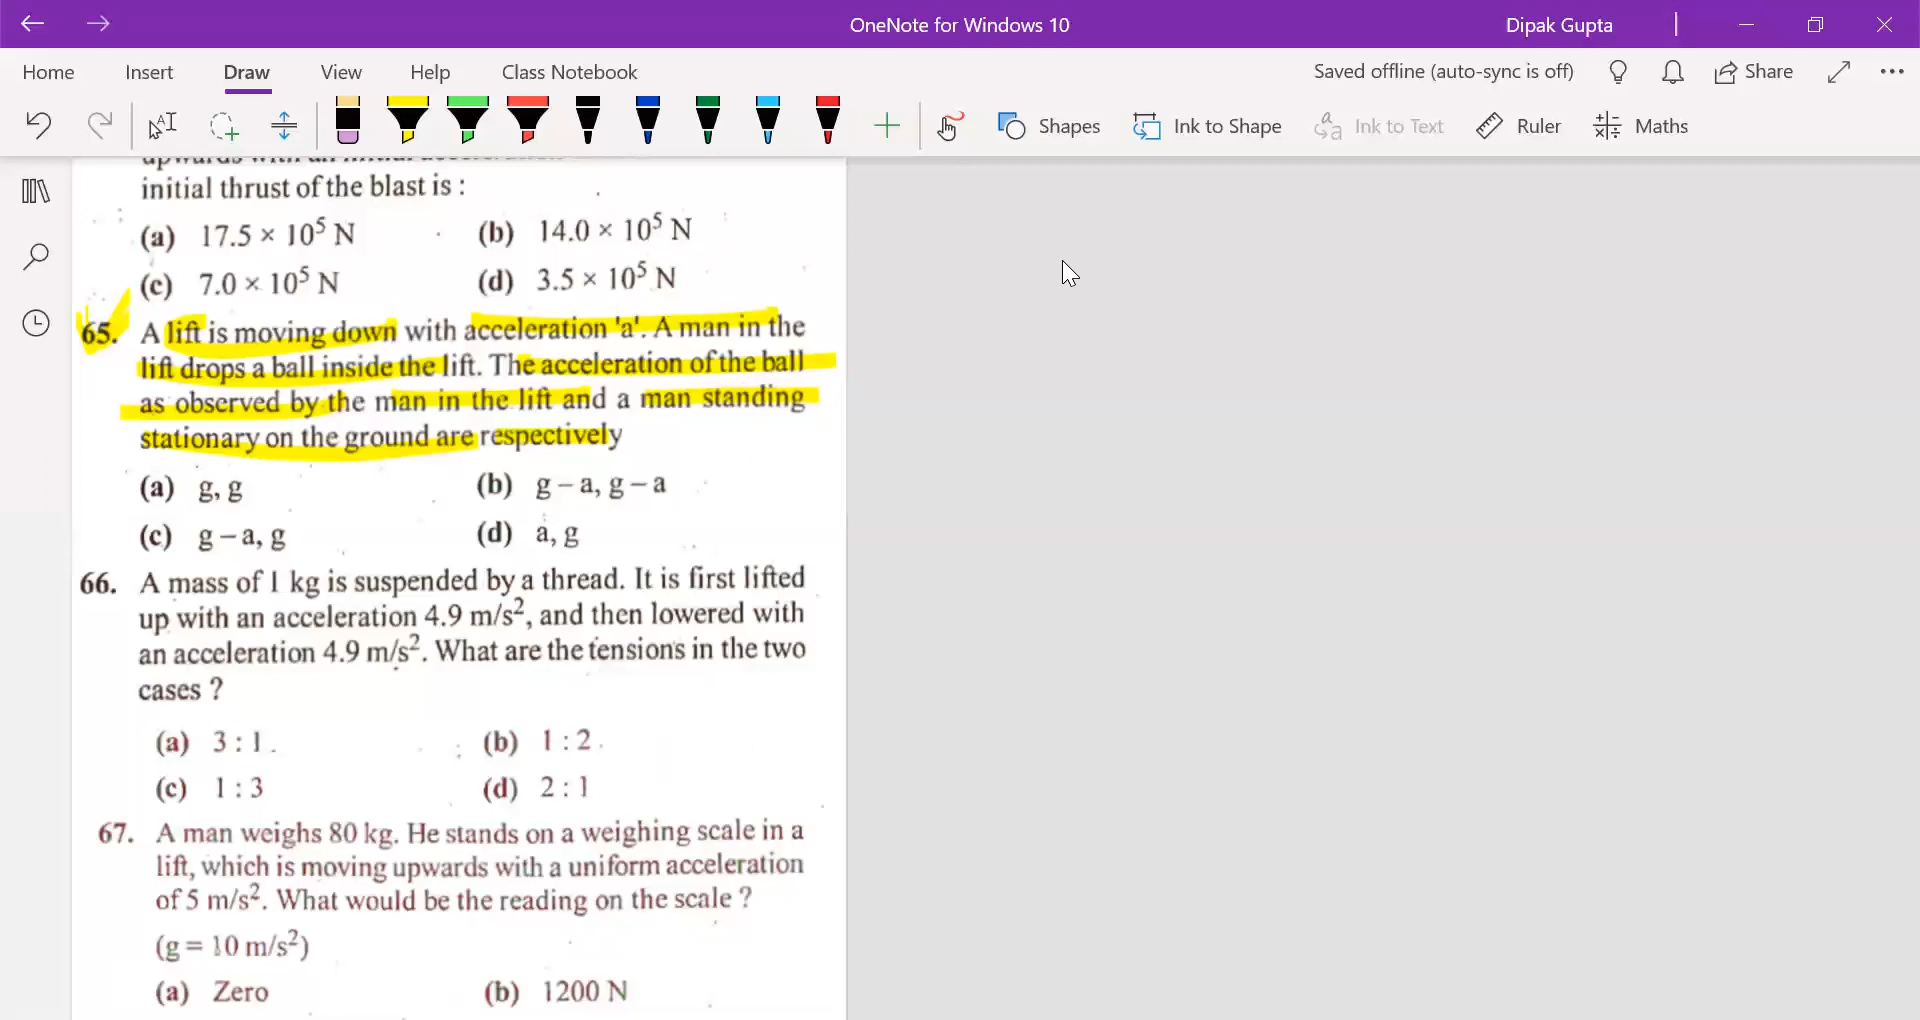 OneNote for Windows 10
Dipak Gupta
Home Insert Draw View Help Class Notebook
Saved offline (auto-sync is off) Share
Shapes Ink to Shape Ink to Text Ruler Maths
initial thrust of the blast is :
(a) 17.5 × 10⁵ N (b) 14.0 × 10⁵ N
(c) 7.0 × 10⁵ N (d) 3.5 × 10⁵ N
65. A lift is moving down with acceleration 'a'. A man in the
lift drops a ball inside the lift. The acceleration of the ball
as observed by the man in the lift and a man standing
stationary on the ground are respectively
(a) g, g (b) g – a, g – a
(c) g – a, g (d) a, g
66. A mass of 1 kg is suspended by a thread. It is first lifted
up with an acceleration 4.9 m/s², and then lowered with
an acceleration 4.9 m/s². What are the tensions in the two
cases ?
(a) 3 : 1 (b) 1 : 2
(c) 1 : 3 (d) 2 : 1
67. A man weighs 80 kg. He stands on a weighing scale in a
lift, which is moving upwards with a uniform acceleration
of 5 m/s². What would be the reading on the scale ?
(g = 10 m/s²)
(a) Zero (b) 1200 N